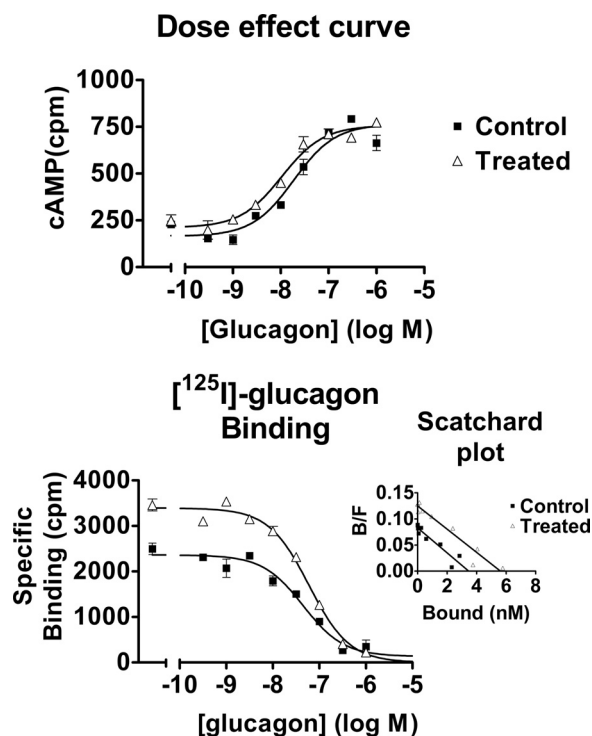 Dose effect curve
1000
750
500
250
0
cAMP(cpm)
-10 -9 -8 -7 -6 -5
[Glucagon] (log M)
Control
Treated
[125I]-glucagon
Binding
4000
3000
2000
1000
0
Specific
Binding (cpm)
-10 -9 -8 -7 -6 -5
[glucagon] (log M)
Scatchard
plot
0.15
0.10
0.05
0.00
B/F
0 2 4 6 8
Bound (nM)
Control
Treated